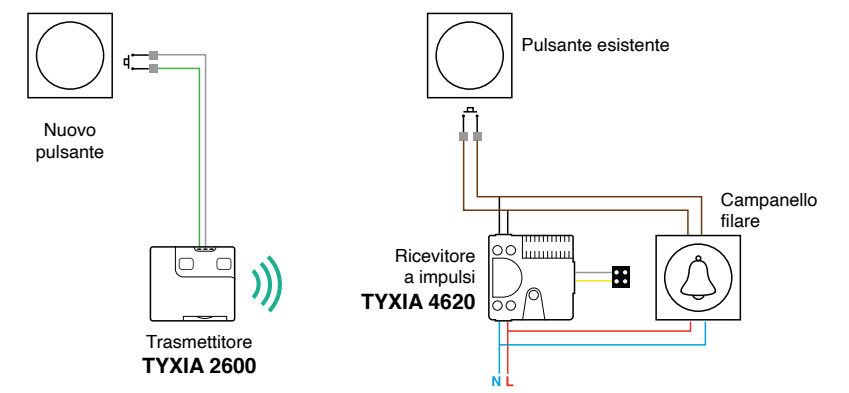 Nuovo
pulsante
Trasmettitore
TYXIA 2600
Pulsante esistente
Campanello
filare
Ricevitore
a impulsi
TYXIA 4620
N L